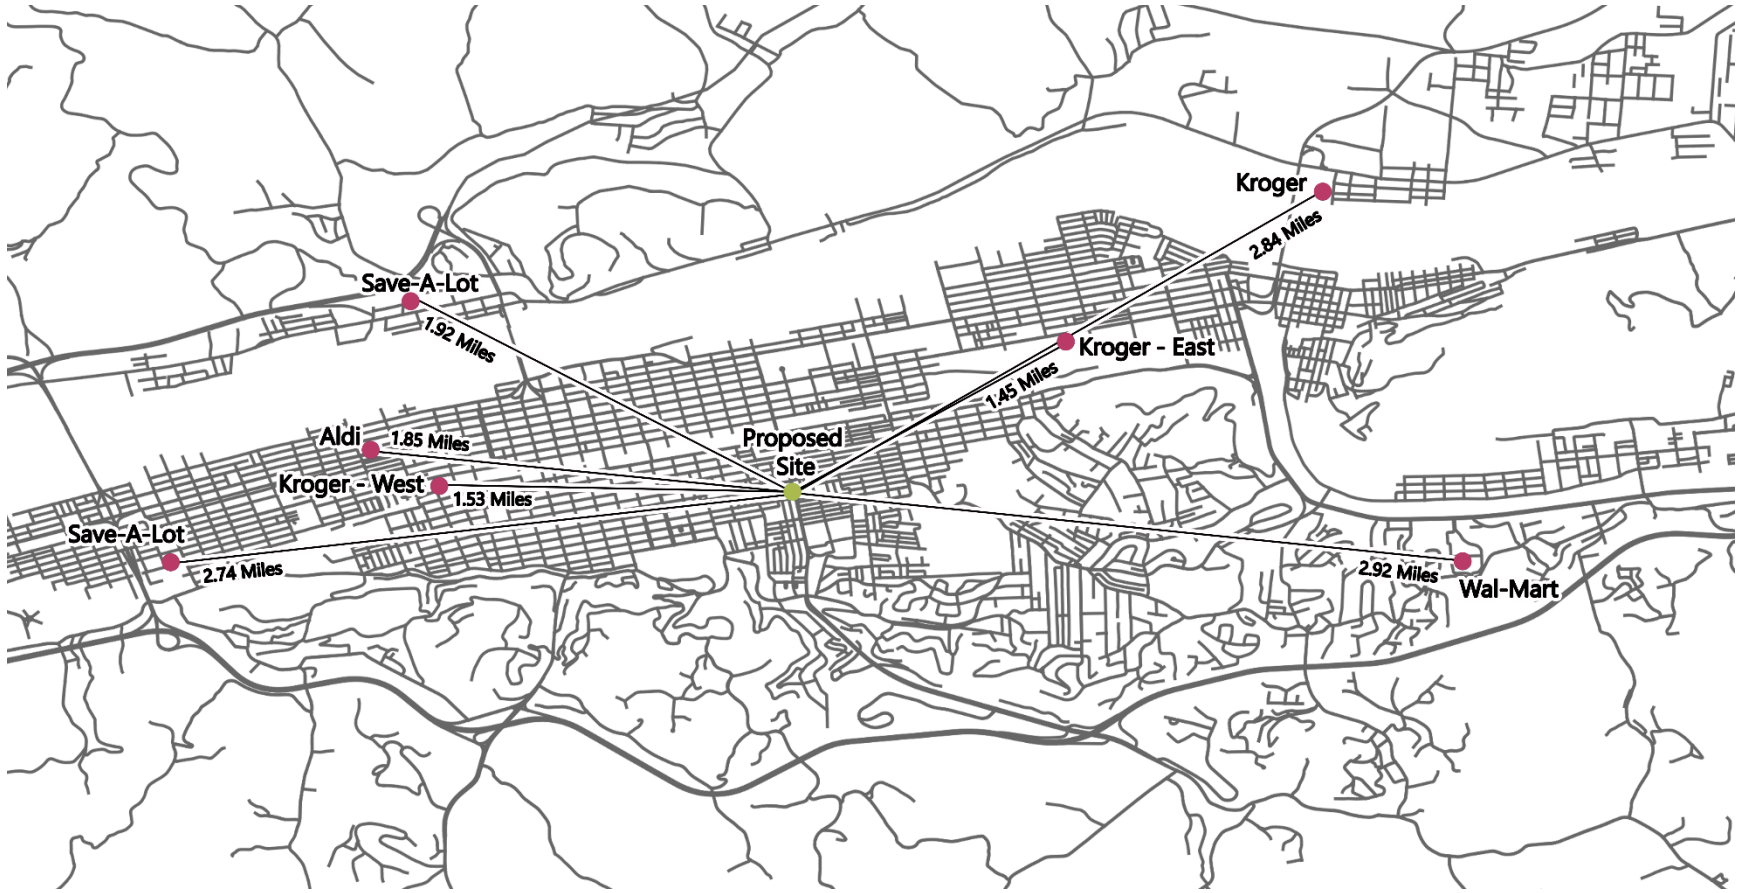 Kroger
2.84 Miles
Save-A-Lot
1.92 Miles
Kroger - East
1.45 Miles
Aldi
1.85 Miles
Proposed
Site
Kroger - West
1.53 Miles
Save-A-Lot
2.74 Miles
2.92 Miles
Wal-Mart